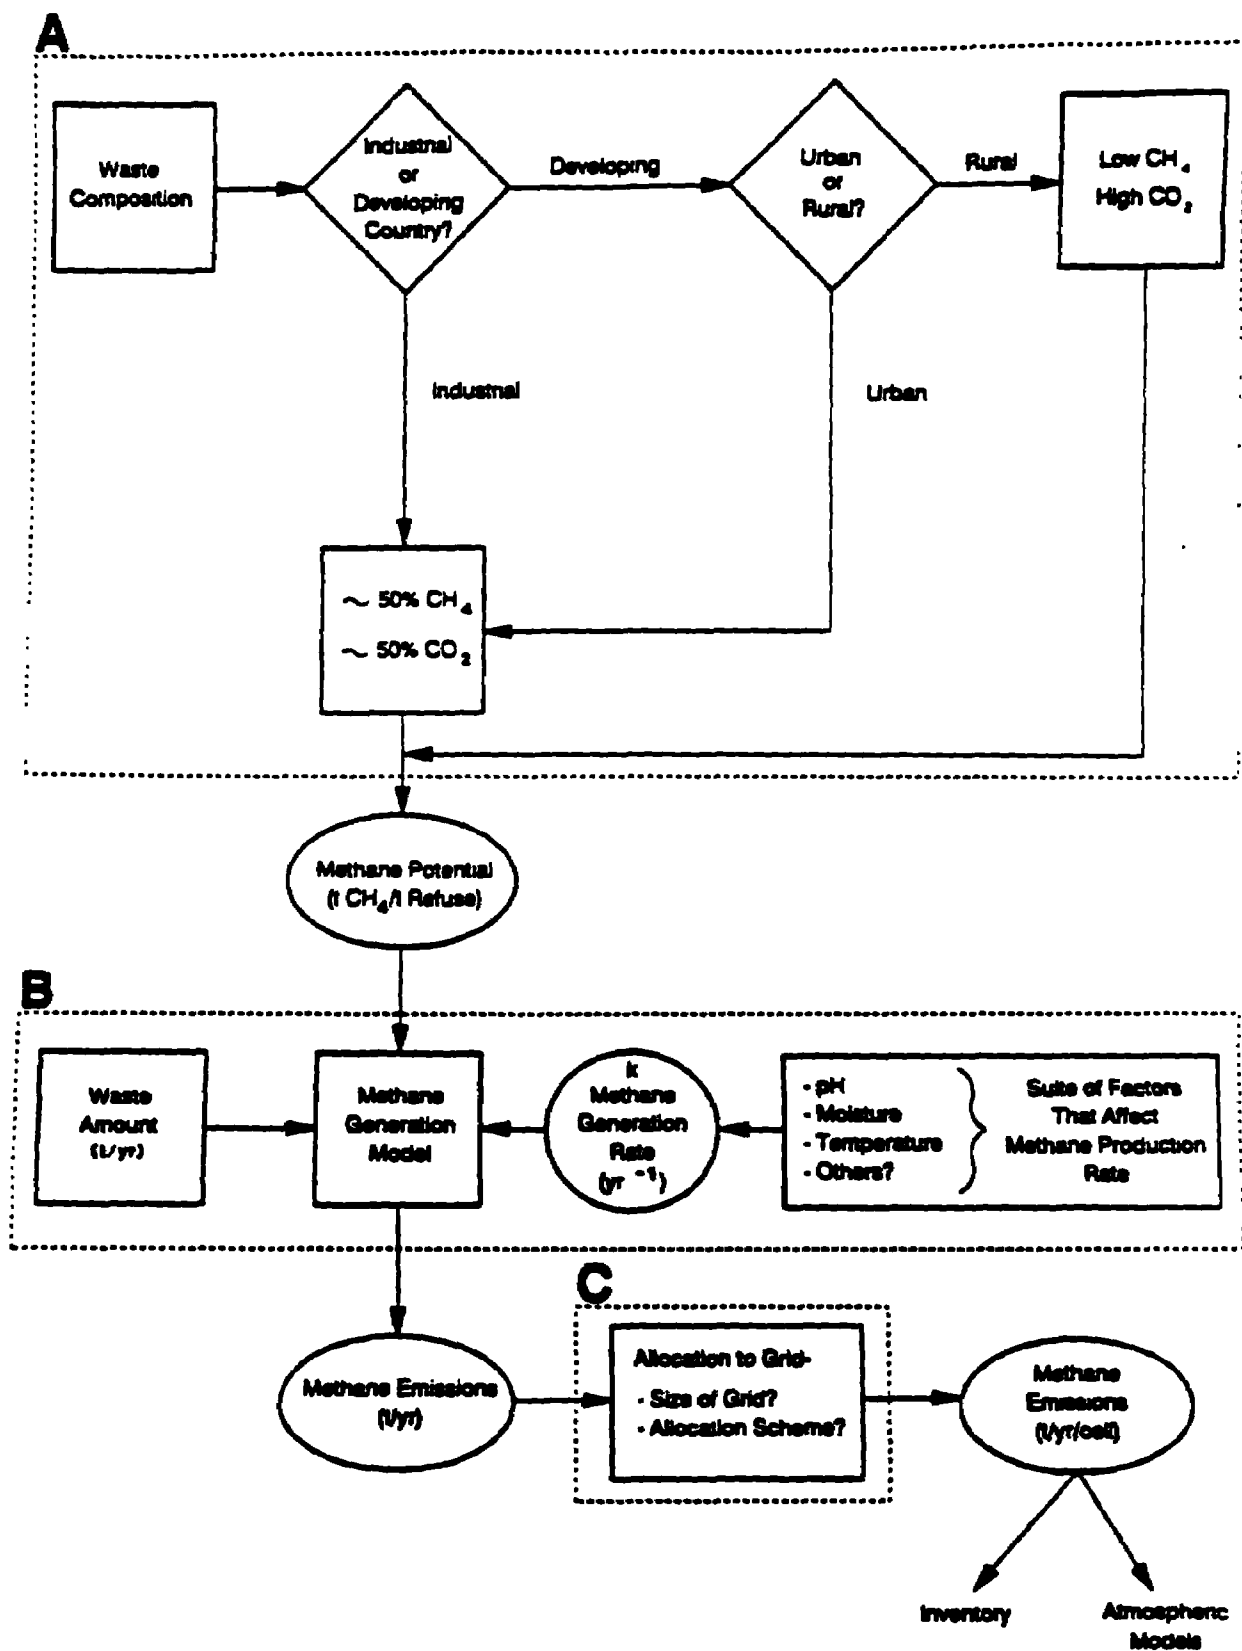 A
Waste
Composition
Industrial
or
Developing
Country?
Developing
Urban
or
Rural?
Rural
Low CH₄
High CO₂
Industrial
Urban
~ 50% CH₄
~ 50% CO₂
Methane Potential
(t CH₄/t Refuse)
B
Waste
Amount
(t/yr)
Methane
Generation
Model
k
Methane
Generation
Rate
(yr ⁻¹)
- pH
- Moisture
- Temperature
- Others?
Suite of Factors
That Affect
Methane Production
Rate
C
Methane Emissions
(t/yr)
Allocation to Grid-
- Size of Grid?
- Allocation Scheme?
Methane
Emissions
(t/yr/cell)
Inventory
Atmospheric
Models